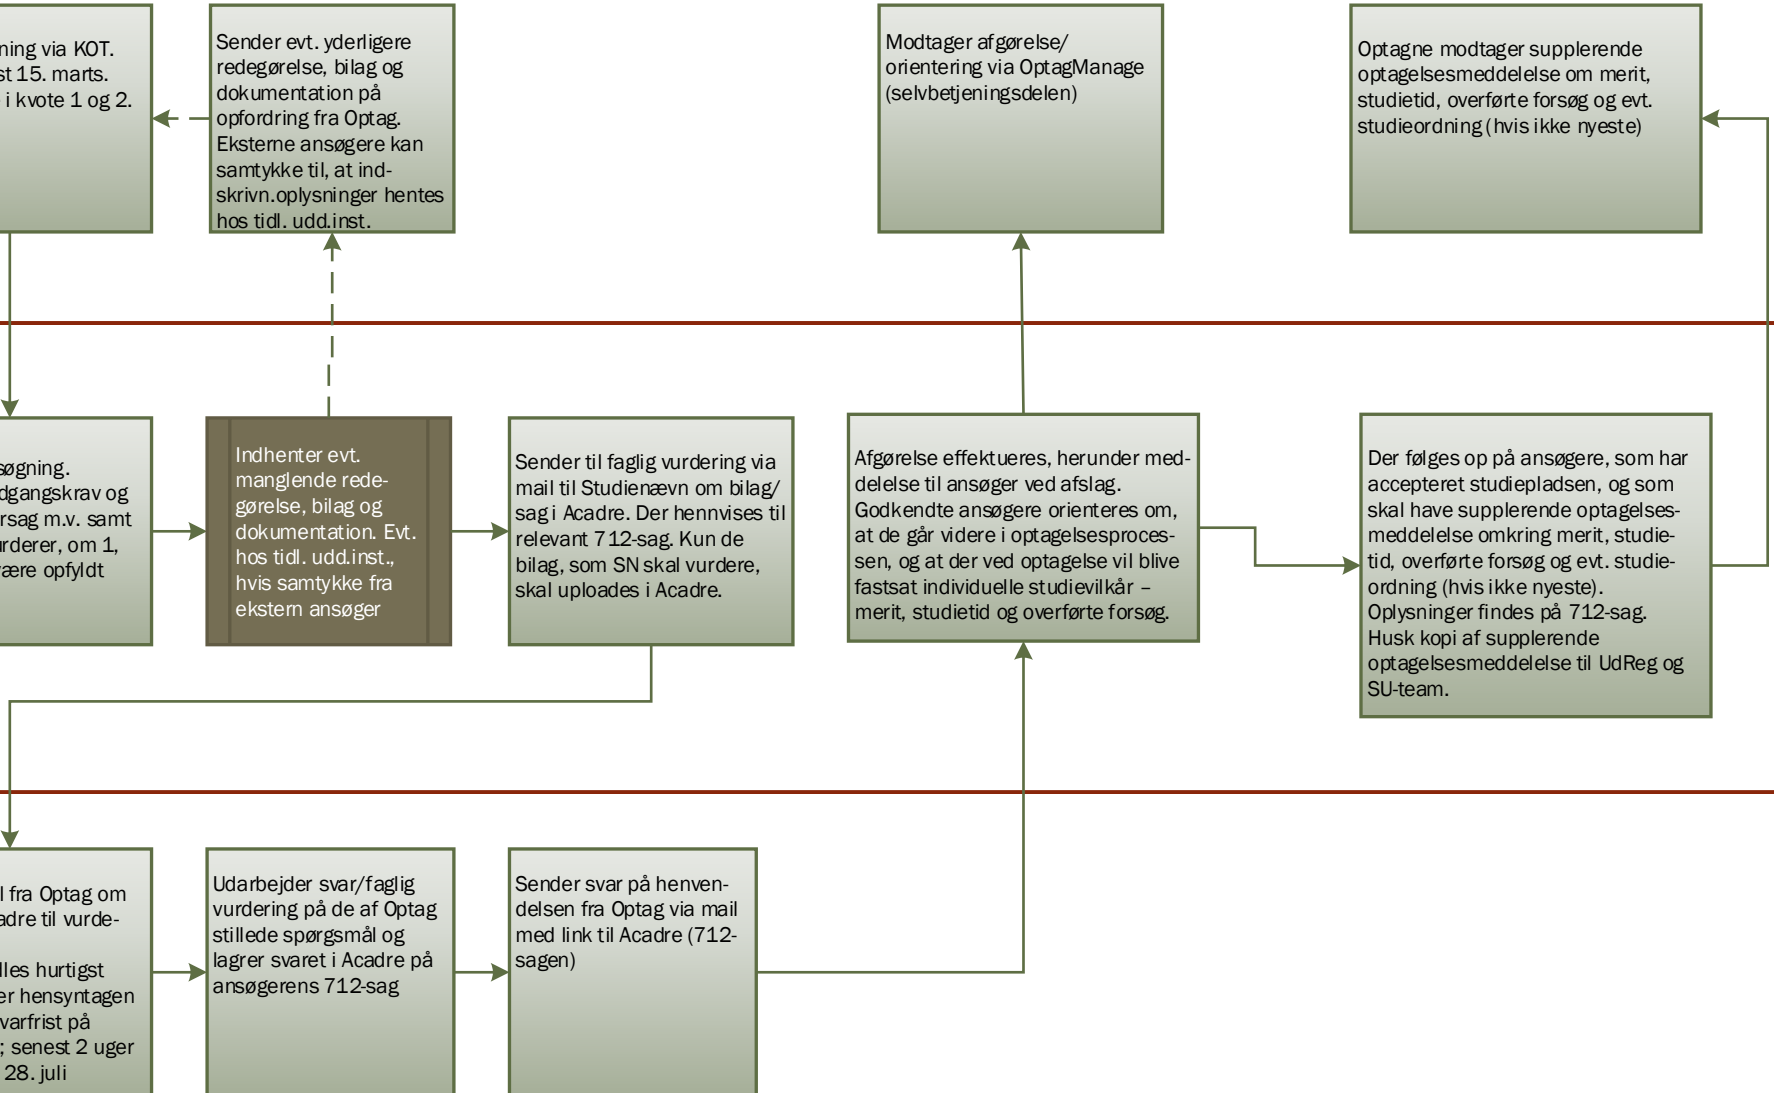 ning via KOT.
st 15. marts.
i kvote 1 og 2.
Sender evt. yderligere
redegørelse, bilag og
dokumentation på
opfordring fra Optag.
Eksterne ansøgere kan
samtykke til, at ind-
skrivn.oplysninger hentes
hos tidl. udd.inst.
Modtager afgørelse/
orientering via OptagManage
(selvbetjeningsdelen)
Optagne modtager supplerende
optagelsesmeddelelse om merit,
studietid, overførte forsøg og evt.
studieordning (hvis ikke nyeste)
søgning.
dgangskrav og
rsag m.v. samt
urderer, om 1,
være opfyldt
Indhenter evt.
manglende rede-
gørelse, bilag og
dokumentation. Evt.
hos tidl. udd.inst.,
hvis samtykke fra
ekstern ansøger
Sender til faglig vurdering via
mail til Studienævn om bilag/
sag i Acadre. Der hennvises til
relevant 712-sag. Kun de
bilag, som SN skal vurdere,
skal uploades i Acadre.
Afgørelse effektueres, herunder med-
delelse til ansøger ved afslag.
Godkendte ansøgere orienteres om,
at de går videre i optagelsesproces-
sen, og at der ved optagelse vil blive
fastsat individuelle studievilkår –
merit, studietid og overførte forsøg.
Der følges op på ansøgere, som har
accepteret studiepladsen, og som
skal have supplerende optagelses-
meddelelse omkring merit, studie-
tid, overførte forsøg og evt. studie-
ordning (hvis ikke nyeste).
Oplysninger findes på 712-sag.
Husk kopi af supplerende
optagelsesmeddelelse til UdReg og
SU-team.
l fra Optag om
adre til vurde-
lles hurtigst
er hensyntagen
varfrist på
; senest 2 uger
28. juli
Udarbejder svar/faglig
vurdering på de af Optag
stillede spørgsmål og
lagrer svaret i Acadre på
ansøgerens 712-sag
Sender svar på henven-
delsen fra Optag via mail
med link til Acadre (712-
sagen)